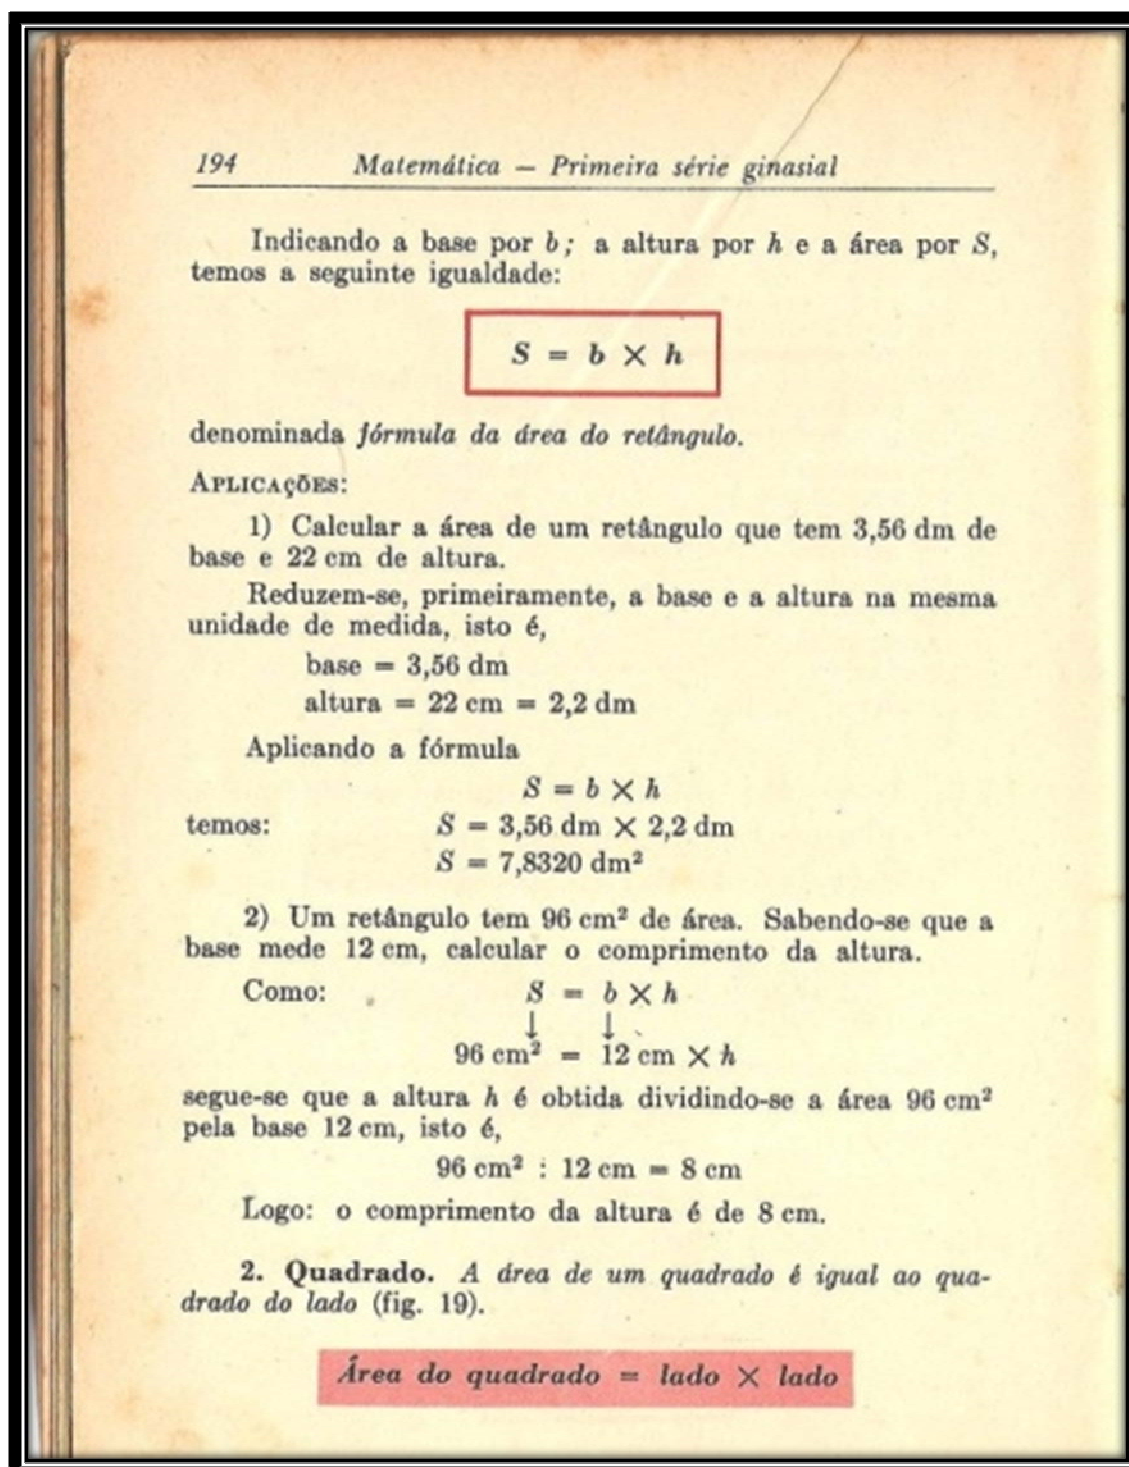 194 Matemática — Primeira série ginasial
Indicando a base por b; a altura por h e a área por S,
temos a seguinte igualdade:
S = b × h
denominada fórmula da área do retângulo.
APLICAÇÕES:
1) Calcular a área de um retângulo que tem 3,56 dm de
base e 22 cm de altura.
Reduzem-se, primeiramente, a base e a altura na mesma
unidade de medida, isto é,
base = 3,56 dm
altura = 22 cm = 2,2 dm
Aplicando a fórmula
S = b × h
temos: S = 3,56 dm × 2,2 dm
S = 7,8320 dm²
2) Um retângulo tem 96 cm² de área. Sabendo-se que a
base mede 12 cm, calcular o comprimento da altura.
Como: S = b × h
↓ ↓
96 cm² = 12 cm × h
segue-se que a altura h é obtida dividindo-se a área 96 cm²
pela base 12 cm, isto é,
96 cm² : 12 cm = 8 cm
Logo: o comprimento da altura é de 8 cm.
2. Quadrado. A área de um quadrado é igual ao qua-
drado do lado (fig. 19).
Área do quadrado = lado × lado